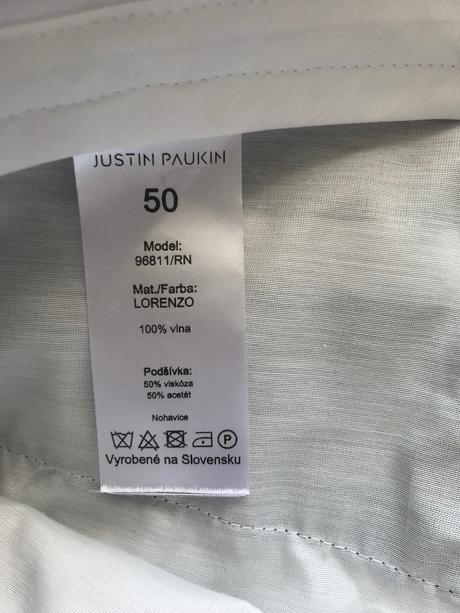 JUSTIN PAUKIN
50
Model:
96811/RN
Mat./Farba:
LORENZO
100% vlna
Podšívka:
50% viskóza
50% acetát
Nohavice
P
Vyrobené na Slovensku